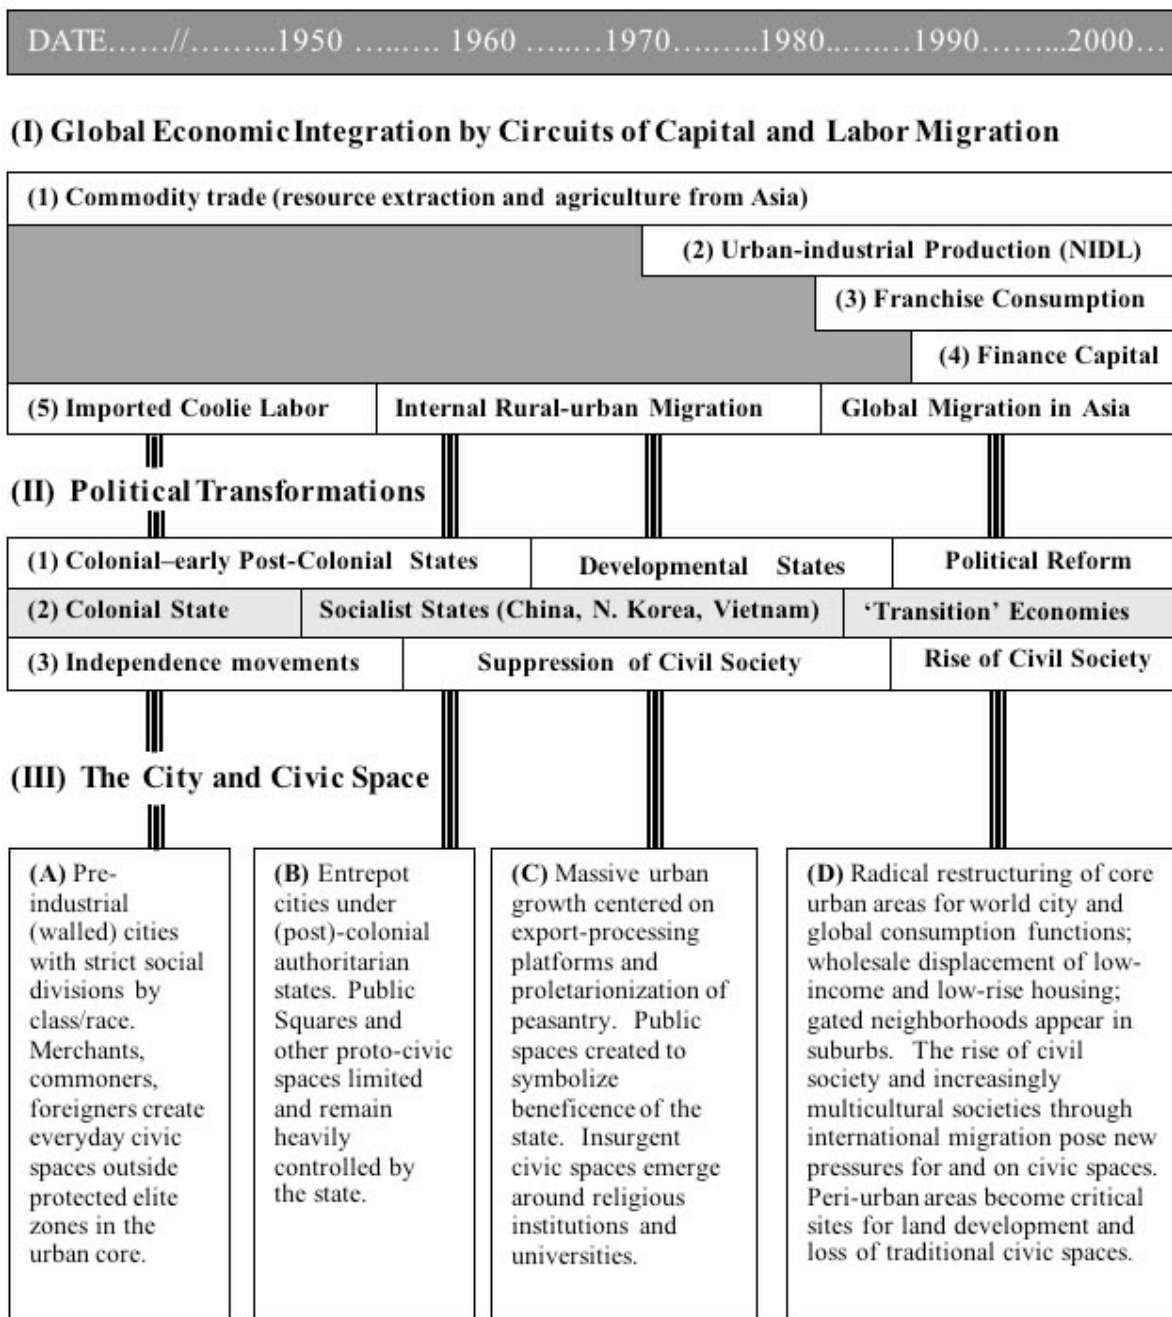 DATE……//……...1950 …..…. 1960 …..…1970…..…..1980..…..…1990……...2000…
(I) Global Economic Integration by Circuits of Capital and Labor Migration
(1) Commodity trade (resource extraction and agriculture from Asia)
(2) Urban-industrial Production (NIDL)
(3) Franchise Consumption
(4) Finance Capital
(5) Imported Coolie Labor
Internal Rural-urban Migration
Global Migration in Asia
(II) Political Transformations
(1) Colonial–early Post-Colonial States
Developmental States
Political Reform
(2) Colonial State
Socialist States (China, N. Korea, Vietnam)
‘Transition’ Economies
(3) Independence movements
Suppression of Civil Society
Rise of Civil Society
(III) The City and Civic Space
(A) Pre-
industrial
(walled) cities
with strict social
divisions by
class/race.
Merchants,
commoners,
foreigners create
everyday civic
spaces outside
protected elite
zones in the
urban core.
(B) Entrepot
cities under
(post)-colonial
authoritarian
states. Public
Squares and
other proto-civic
spaces limited
and remain
heavily
controlled by
the state.
(C) Massive urban
growth centered on
export-processing
platforms and
proletarionization of
peasantry. Public
spaces created to
symbolize
beneficence of the
state. Insurgent
civic spaces emerge
around religious
institutions and
universities.
(D) Radical restructuring of core
urban areas for world city and
global consumption functions;
wholesale displacement of low-
income and low-rise housing;
gated neighborhoods appear in
suburbs. The rise of civil
society and increasingly
multicultural societies through
international migration pose new
pressures for and on civic spaces.
Peri-urban areas become critical
sites for land development and
loss of traditional civic spaces.